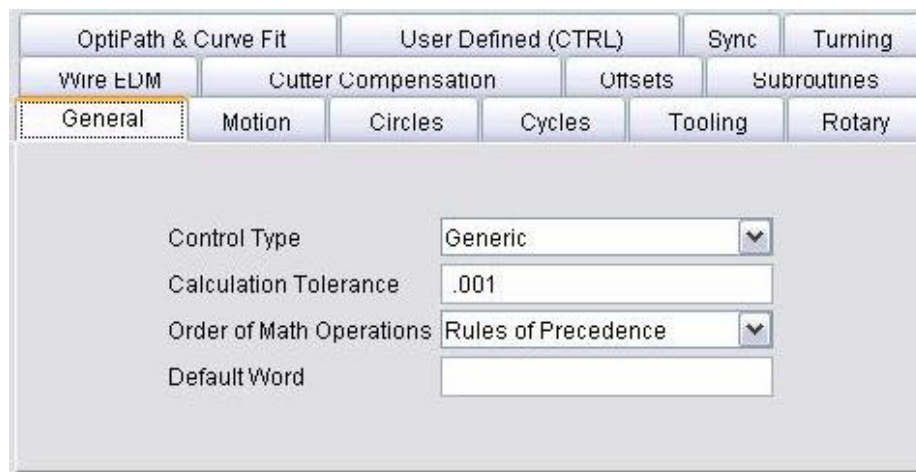 OptiPath & Curve Fit User Defined (CTRL) Sync Turning
Wire EDM Cutter Compensation Offsets Subroutines
General Motion Circles Cycles Tooling Rotary
Control Type Generic
Calculation Tolerance .001
Order of Math Operations Rules of Precedence
Default Word